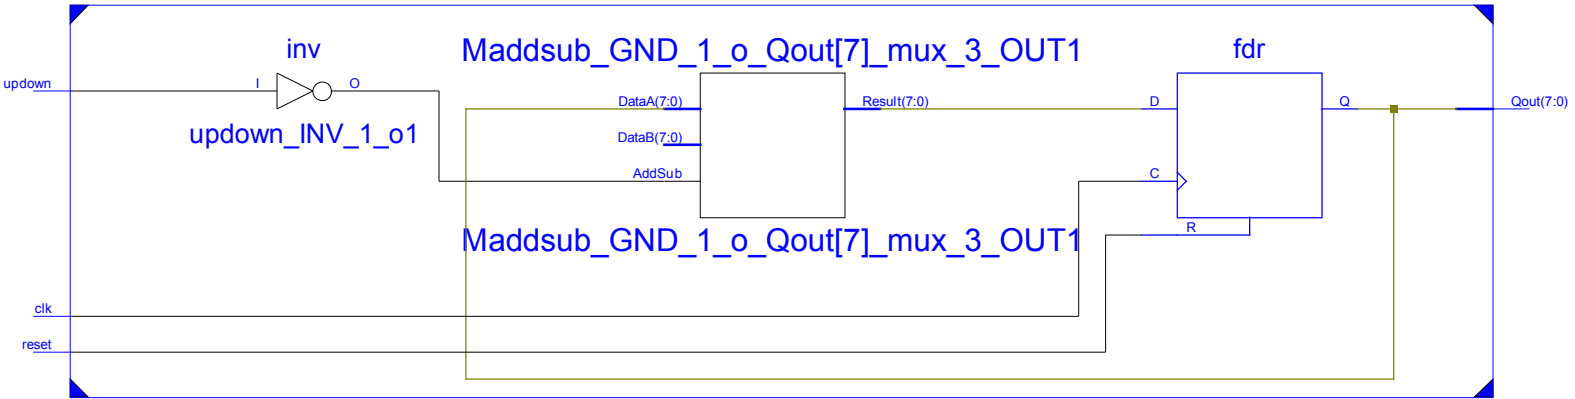 inv
Maddsub_GND_1_o_Qout[7]_mux_3_OUT1
fdr
updown
I
O
DataA(7:0)
Result(7:0)
D
Q
Qout(7:0)
updown_INV_1_o1
DataB(7:0)
AddSub
C
Maddsub_GND_1_o_Qout[7]_mux_3_OUT1
R
clk
reset